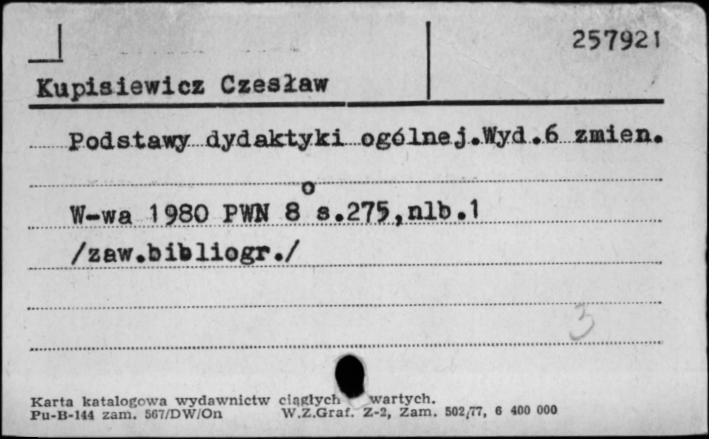 257921
Kupisiewicz Czesław
Podstawy dydaktyki ogólnej.Wyd.6 zmien.
W-wa 1980 PWN 8° s.275,nlb.1
/zaw.bibliogr./
3
Karta katalogowa wydawnictw ciągłych wartych.
Pu-B-144 zam. 567/DW/On W.Z.Graf. Z-2, Zam. 502/77, 6 400 000